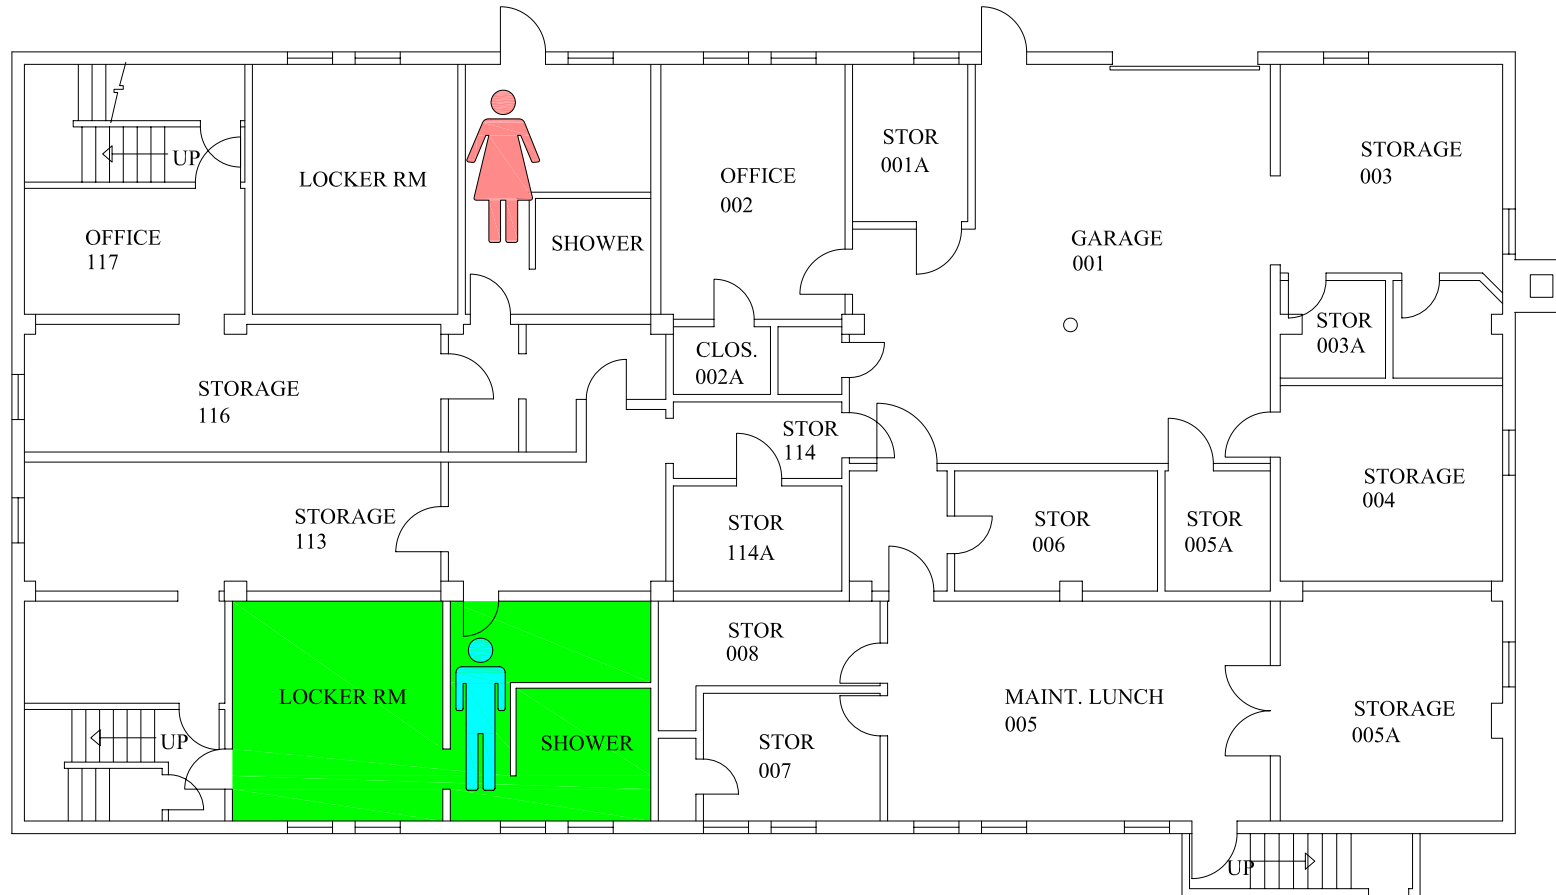 UP
LOCKER RM
OFFICE
117
SHOWER
OFFICE
002
STOR
001A
GARAGE
001
STORAGE
003
STOR
003A
CLOS.
002A
STORAGE
116
STOR
114
STORAGE
113
STOR
114A
STOR
006
STOR
005A
STORAGE
004
LOCKER RM
SHOWER
UP
STOR
008
STOR
007
MAINT. LUNCH
005
STORAGE
005A
UP